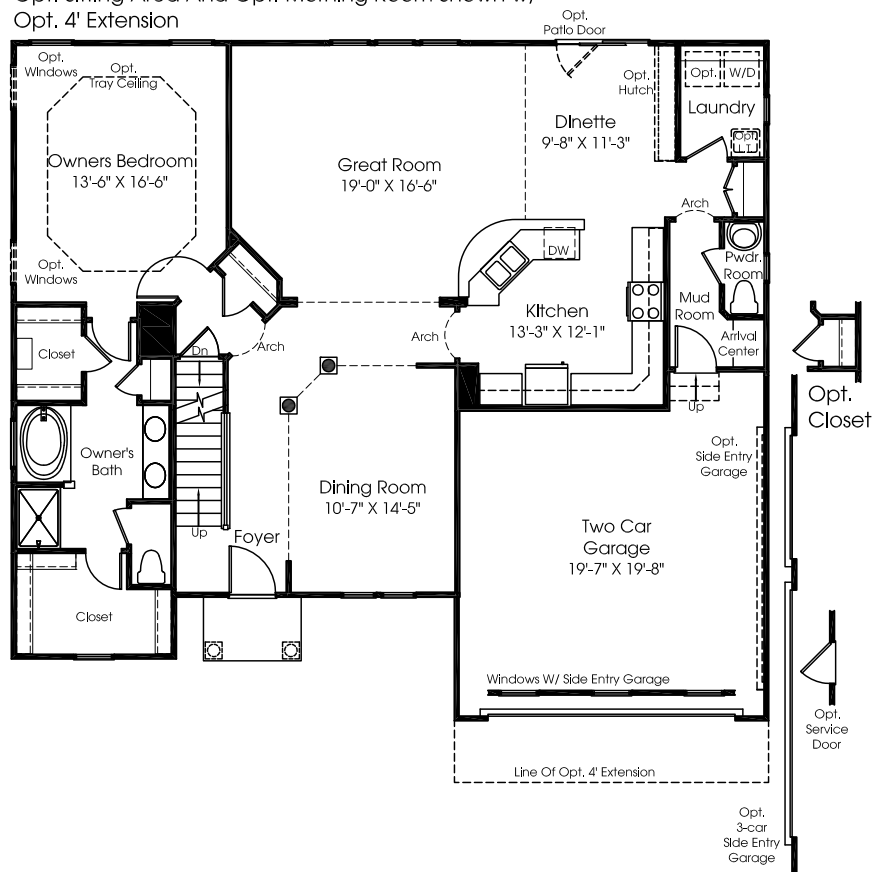 Opt. 4' Extension
Opt.
Patio Door
Opt.
Windows
Opt.
Tray Ceiling
Opt.
Hutch
Opt.
W/D
Laundry
Opt.
Dinette
9'-8" X 11'-3"
Owners Bedroom
13'-6" X 16'-6"
Great Room
19'-0" X 16'-6"
Arch
DW
Pwdr.
Room
Opt.
Windows
Mud
Room
Kitchen
13'-3" X 12'-1"
Arch
Arch
Arrival
Center
Closet
Dn
Up
Opt.
Closet
Owner's
Bath
Opt.
Side Entry
Garage
Dining Room
10'-7" X 14'-5"
Up
Foyer
Two Car
Garage
19'-7" X 19'-8"
Closet
Windows W/ Side Entry Garage
Opt.
Service
Door
Line Of Opt. 4' Extension
Opt.
3-car
Side Entry
Garage